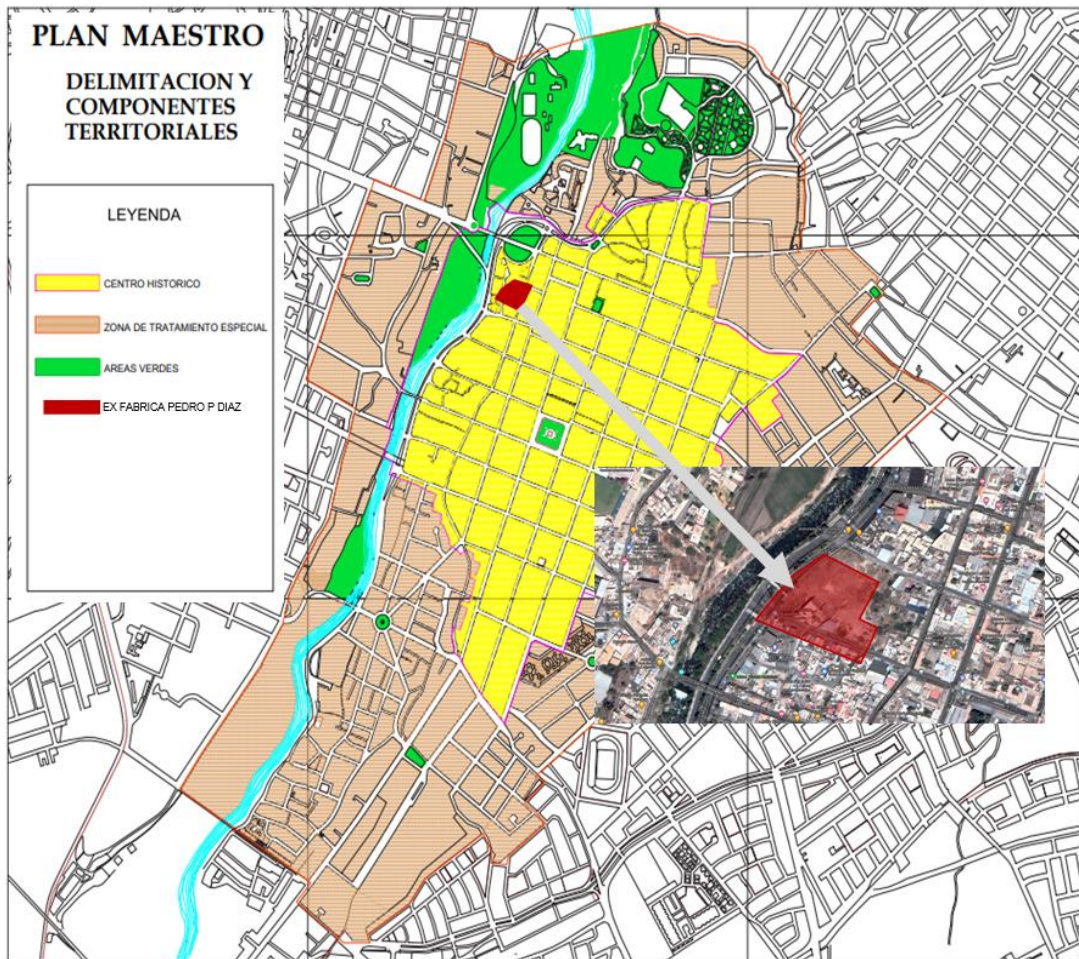 PLAN MAESTRO
DELIMITACION Y
COMPONENTES
TERRITORIALES
LEYENDA
CENTRO HISTORICO
ZONA DE TRATAMIENTO ESPECIAL
AREAS VERDES
EX FABRICA PEDRO P DIAZ